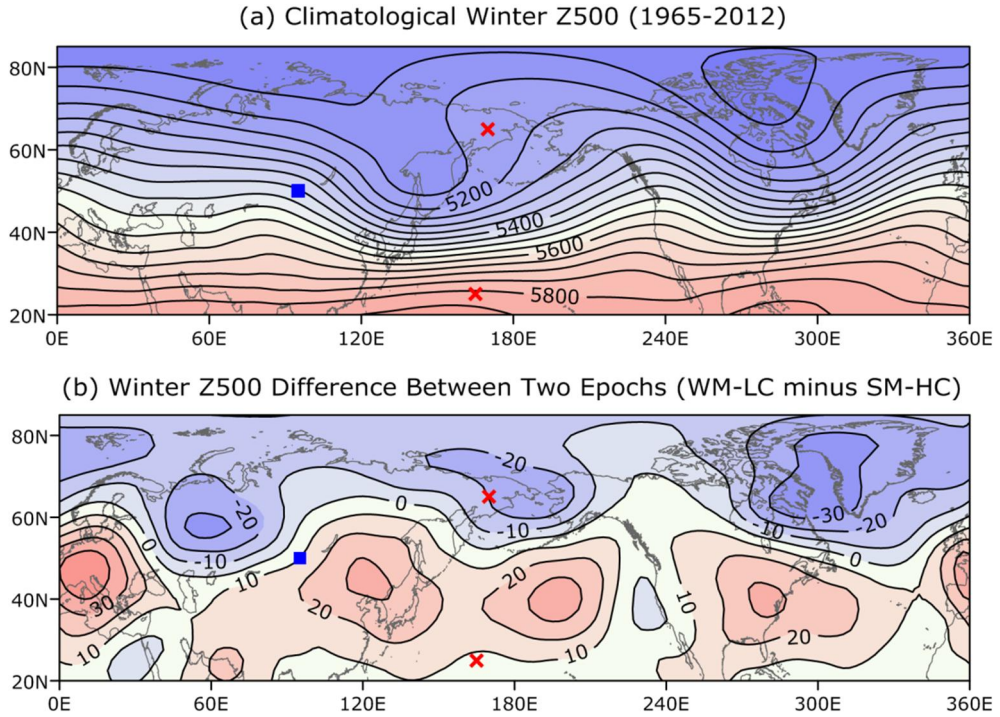 (a) Climatological Winter Z500 (1965-2012)
80N
60N
5200
5400
40N
5600
5800
20N
0E 60E 120E 180E 240E 300E 360E
(b) Winter Z500 Difference Between Two Epochs (WM-LC minus SM-HC)
80N
-20
0
-30
60N
-20
-10
-20
-10
0
-10
0
10
20
10
40N
30
20
20
10
10
20N
0E 60E 120E 180E 240E 300E 360E